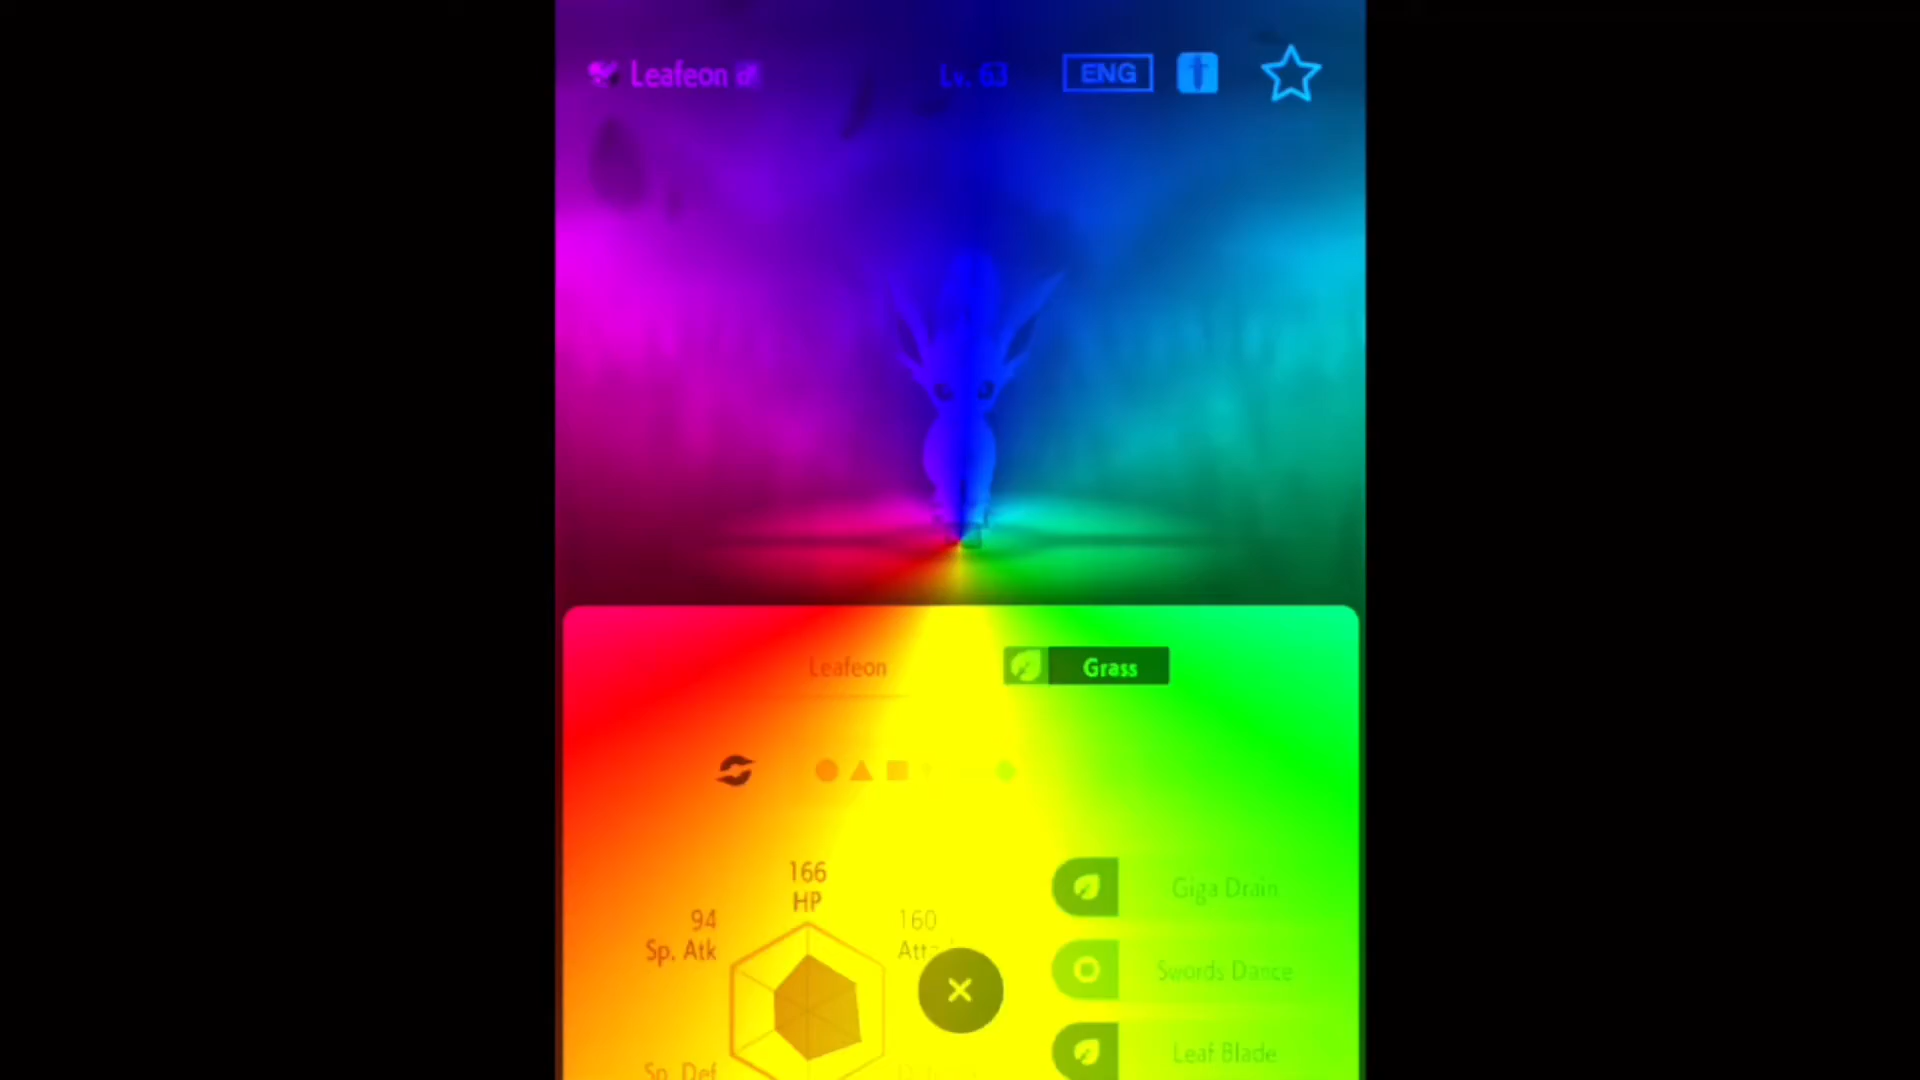 Leafeon
Lv. 63
ENG
Leafeon
Grass
166
HP
94
Sp. Atk
160
Giga Drain
Swords Dance
Leaf Blade
Sp. Def